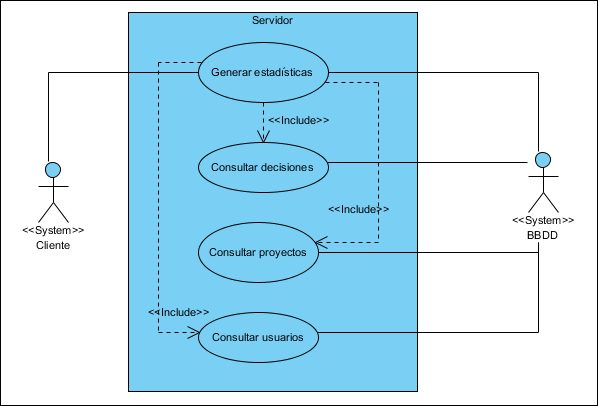 Servidor
Generar estadísticas
<<Include>>
Consultar decisiones
<<System>>
Cliente
<<Include>>
<<System>>
BBDD
Consultar proyectos
<<Include>>
Consultar usuarios